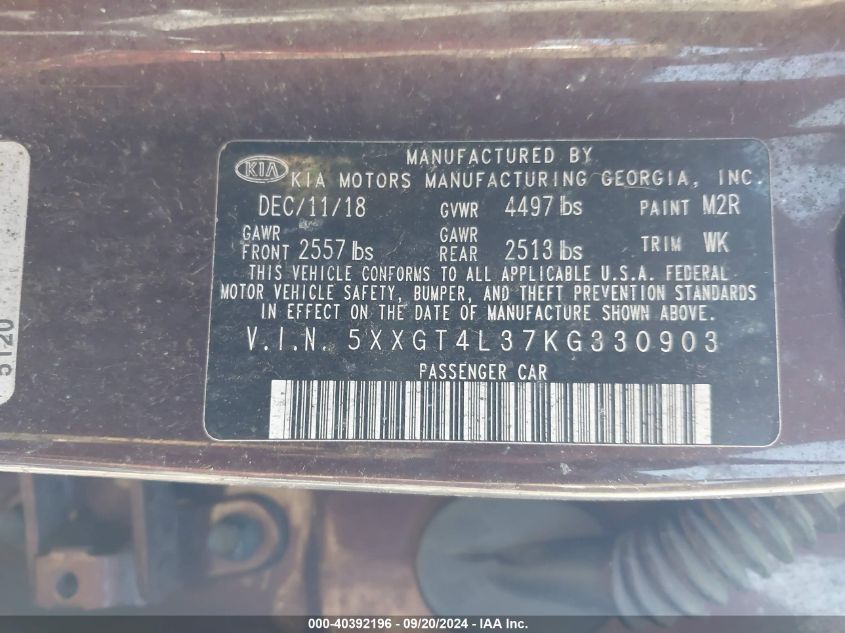 MANUFACTURED BY
KIA KIA MOTORS MANUFACTURING GEORGIA, INC.
DEC/11/18 GVWR 4497 lbs PAINT M2R
GAWR FRONT 2557 lbs GAWR REAR 2513 lbs TRIM WK
THIS VEHICLE CONFORMS TO ALL APPLICABLE U.S.A. FEDERAL
MOTOR VEHICLE SAFETY, BUMPER, AND THEFT PREVENTION STANDARDS
IN EFFECT ON THE DATE OF MANUFACTURE SHOWN ABOVE.
V.I.N. 5XXGT4L37KG330903
PASSENGER CAR
5120
000-40392196 - 09/20/2024 - IAA Inc.